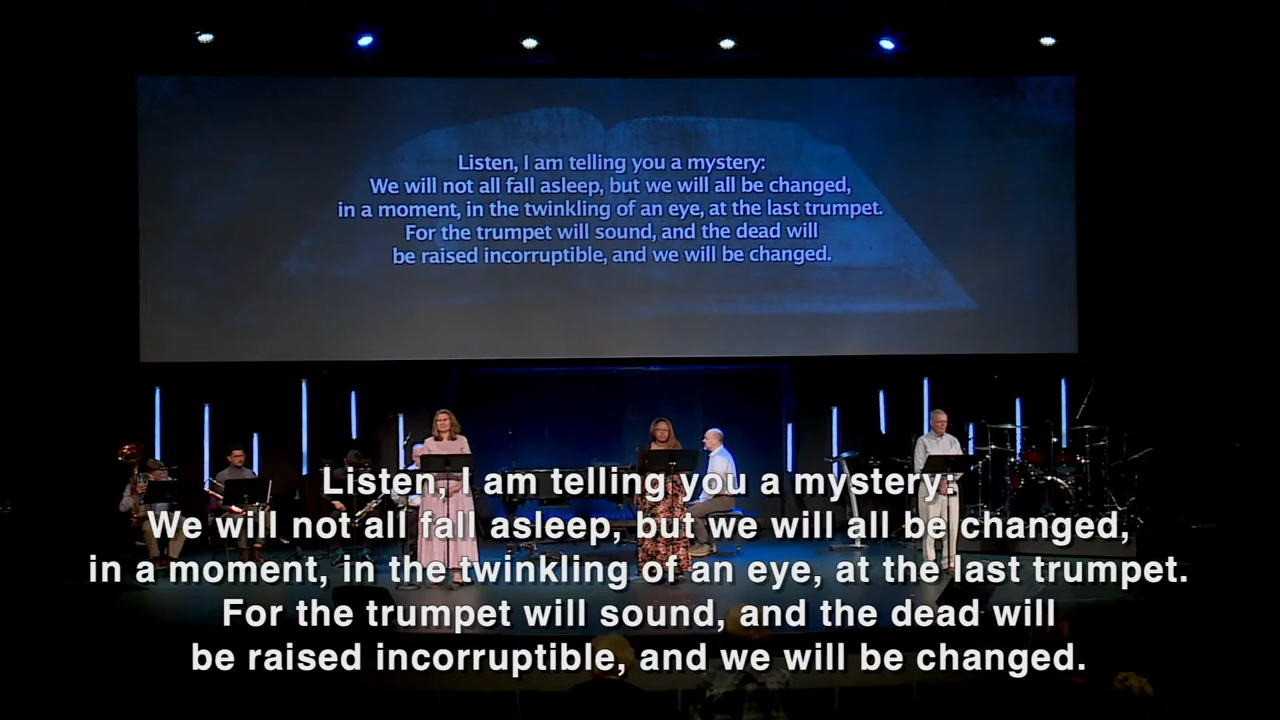 Listen, I am telling you a mystery:
We will not all fall asleep, but we will all be changed,
in a moment, in the twinkling of an eye, at the last trumpet.
For the trumpet will sound, and the dead will
be raised incorruptible, and we will be changed.
Listen, I am telling you a mystery:
We will not all fall asleep, but we will all be changed,
in a moment, in the twinkling of an eye, at the last trumpet.
For the trumpet will sound, and the dead will
be raised incorruptible, and we will be changed.